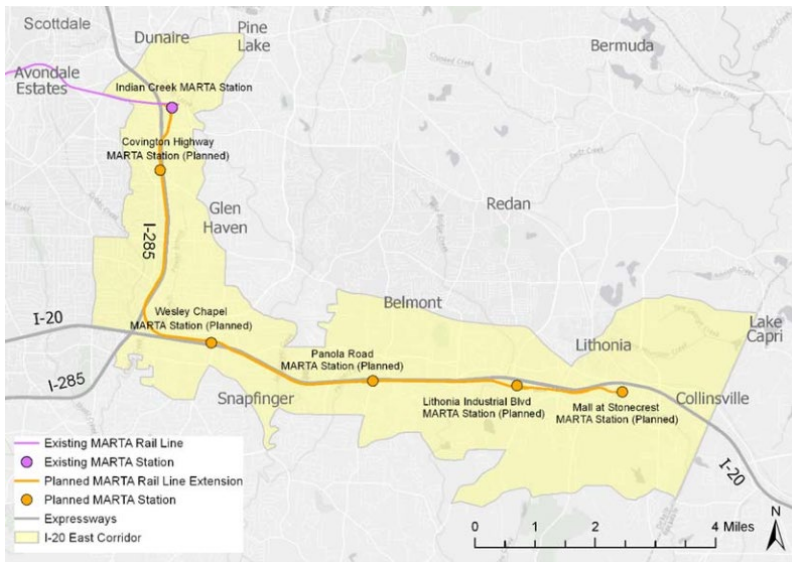 Scottdale
Dunaire
Pine
Lake
Bermuda
Avondale
Estates
Indian Creek MARTA Station
Covington Highway
MARTA Station (Planned)
Glen
Haven
Redan
I-285
Wesley Chapel
MARTA Station (Planned)
I-20
Belmont
Lake
Capri
Panola Road
MARTA Station (Planned)
Lithonia
I-285
Snapfinger
Lithonia Industrial Blvd
MARTA Station (Planned)
Mall at Stonecrest
MARTA Station (Planned)
Collinsville
I-20
Existing MARTA Rail Line
Existing MARTA Station
Planned MARTA Rail Line Extension
Planned MARTA Station
Expressways
I-20 East Corridor
0 1 2 4 Miles
N